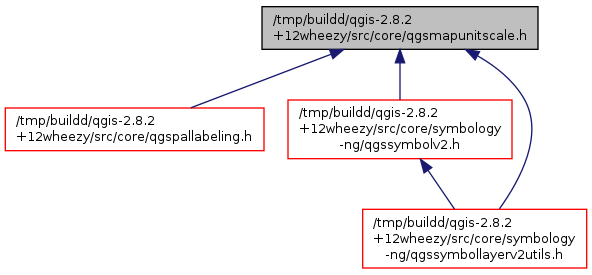 /tmp/buildd/qgis-2.8.2
+12wheezy/src/core/qgsmapunitscale.h
/tmp/buildd/qgis-2.8.2
+12wheezy/src/core/qgspallabeling.h
/tmp/buildd/qgis-2.8.2
+12wheezy/src/core/symbology
-ng/qgssymbolv2.h
/tmp/buildd/qgis-2.8.2
+12wheezy/src/core/symbology
-ng/qgssymbollayerv2utils.h